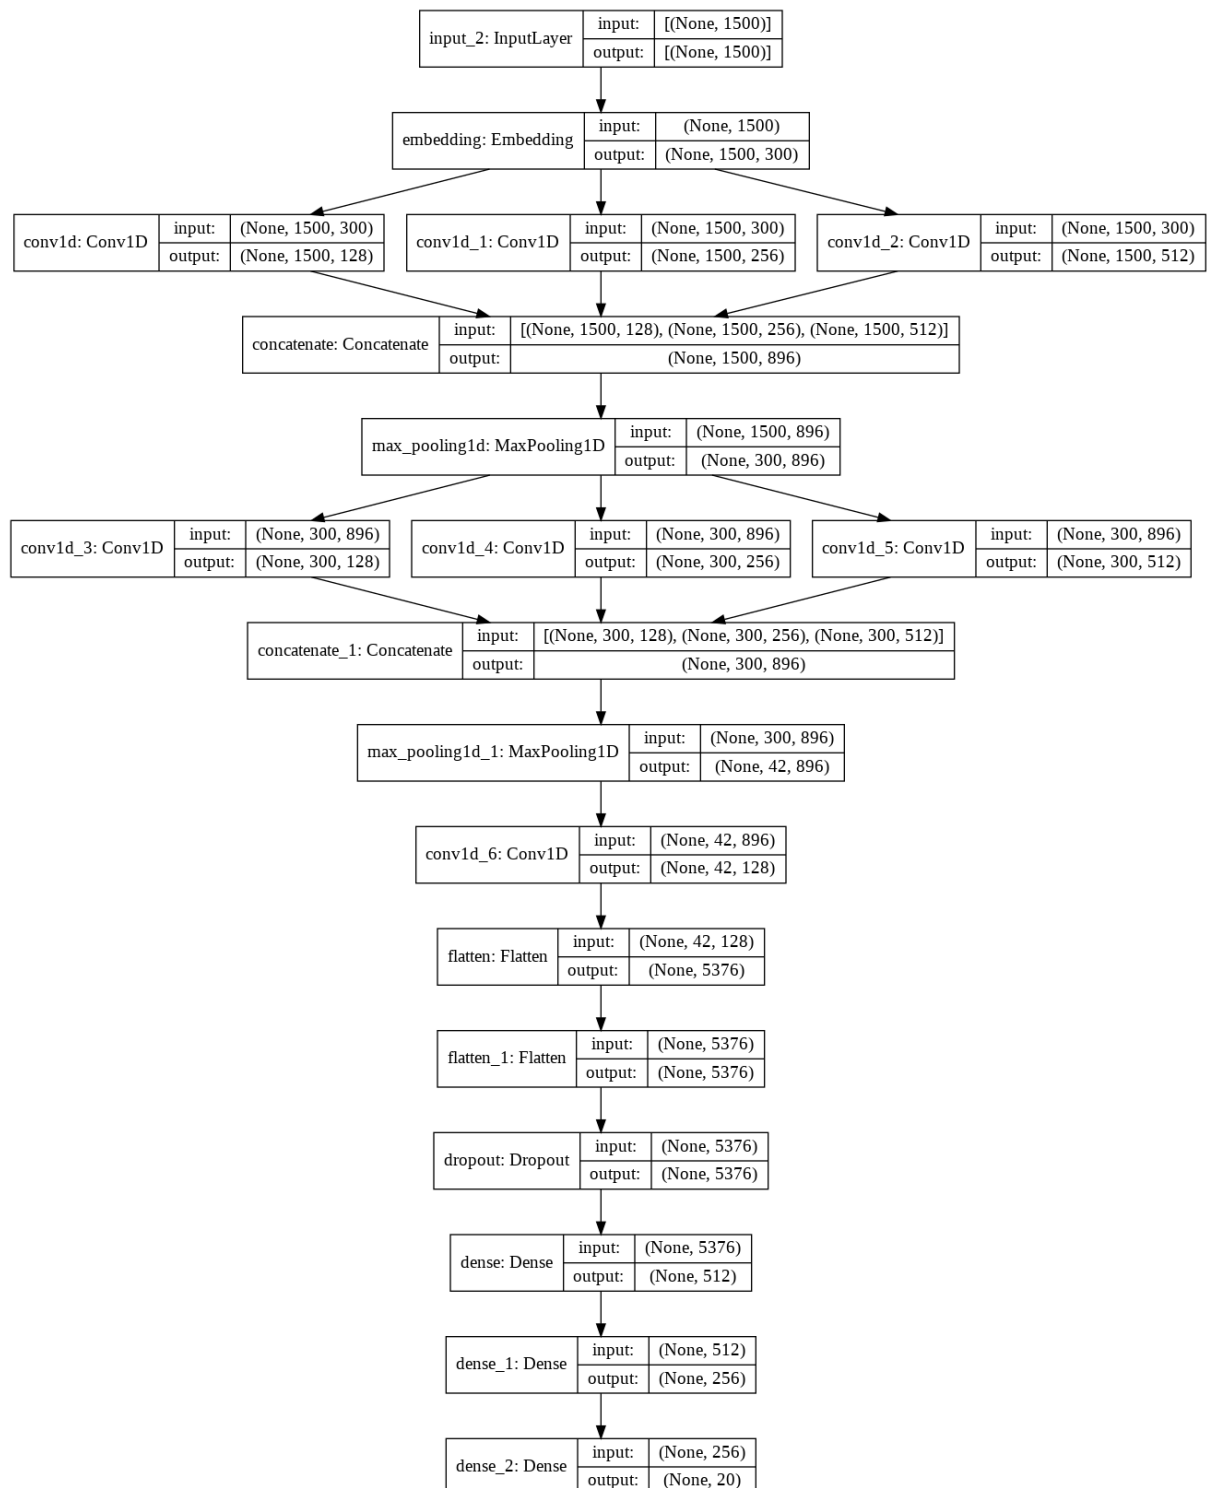 input_2: InputLayer
input: [(None, 1500)]
output: [(None, 1500)]
embedding: Embedding
input: (None, 1500)
output: (None, 1500, 300)
conv1d: Conv1D
input: (None, 1500, 300)
output: (None, 1500, 128)
conv1d_1: Conv1D
input: (None, 1500, 300)
output: (None, 1500, 256)
conv1d_2: Conv1D
input: (None, 1500, 300)
output: (None, 1500, 512)
concatenate: Concatenate
input: [(None, 1500, 128), (None, 1500, 256), (None, 1500, 512)]
output: (None, 1500, 896)
max_pooling1d: MaxPooling1D
input: (None, 1500, 896)
output: (None, 300, 896)
conv1d_3: Conv1D
input: (None, 300, 896)
output: (None, 300, 128)
conv1d_4: Conv1D
input: (None, 300, 896)
output: (None, 300, 256)
conv1d_5: Conv1D
input: (None, 300, 896)
output: (None, 300, 512)
concatenate_1: Concatenate
input: [(None, 300, 128), (None, 300, 256), (None, 300, 512)]
output: (None, 300, 896)
max_pooling1d_1: MaxPooling1D
input: (None, 300, 896)
output: (None, 42, 896)
conv1d_6: Conv1D
input: (None, 42, 896)
output: (None, 42, 128)
flatten: Flatten
input: (None, 42, 128)
output: (None, 5376)
flatten_1: Flatten
input: (None, 5376)
output: (None, 5376)
dropout: Dropout
input: (None, 5376)
output: (None, 5376)
dense: Dense
input: (None, 5376)
output: (None, 512)
dense_1: Dense
input: (None, 512)
output: (None, 256)
dense_2: Dense
input: (None, 256)
output: (None, 20)